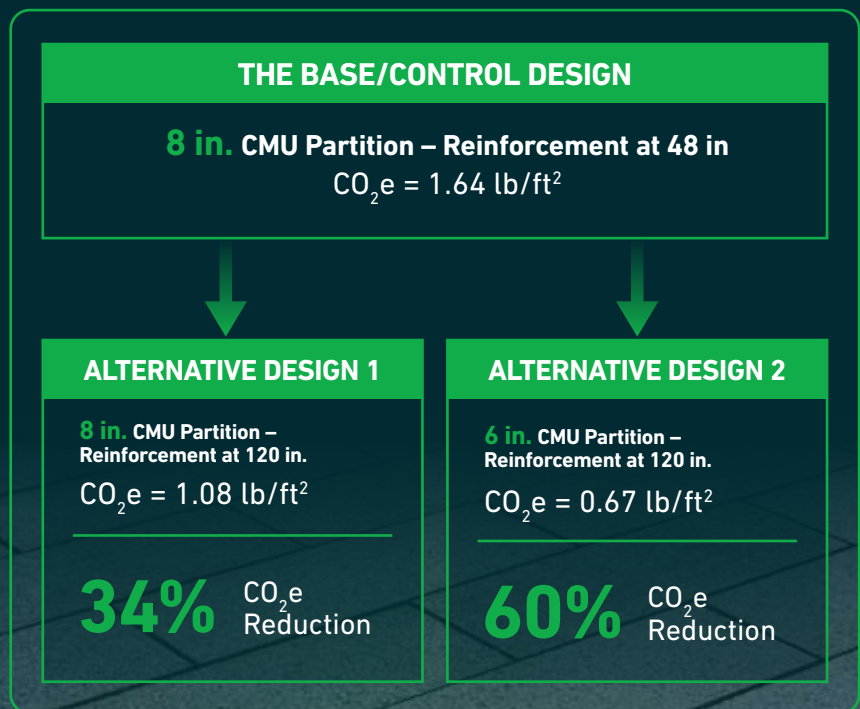 THE BASE/CONTROL DESIGN
8 in. CMU Partition – Reinforcement at 48 in
CO₂e = 1.64 lb/ft²
ALTERNATIVE DESIGN 1
8 in. CMU Partition –
Reinforcement at 120 in.
CO₂e = 1.08 lb/ft²
34%
CO₂e
Reduction
ALTERNATIVE DESIGN 2
6 in. CMU Partition –
Reinforcement at 120 in.
CO₂e = 0.67 lb/ft²
60%
CO₂e
Reduction